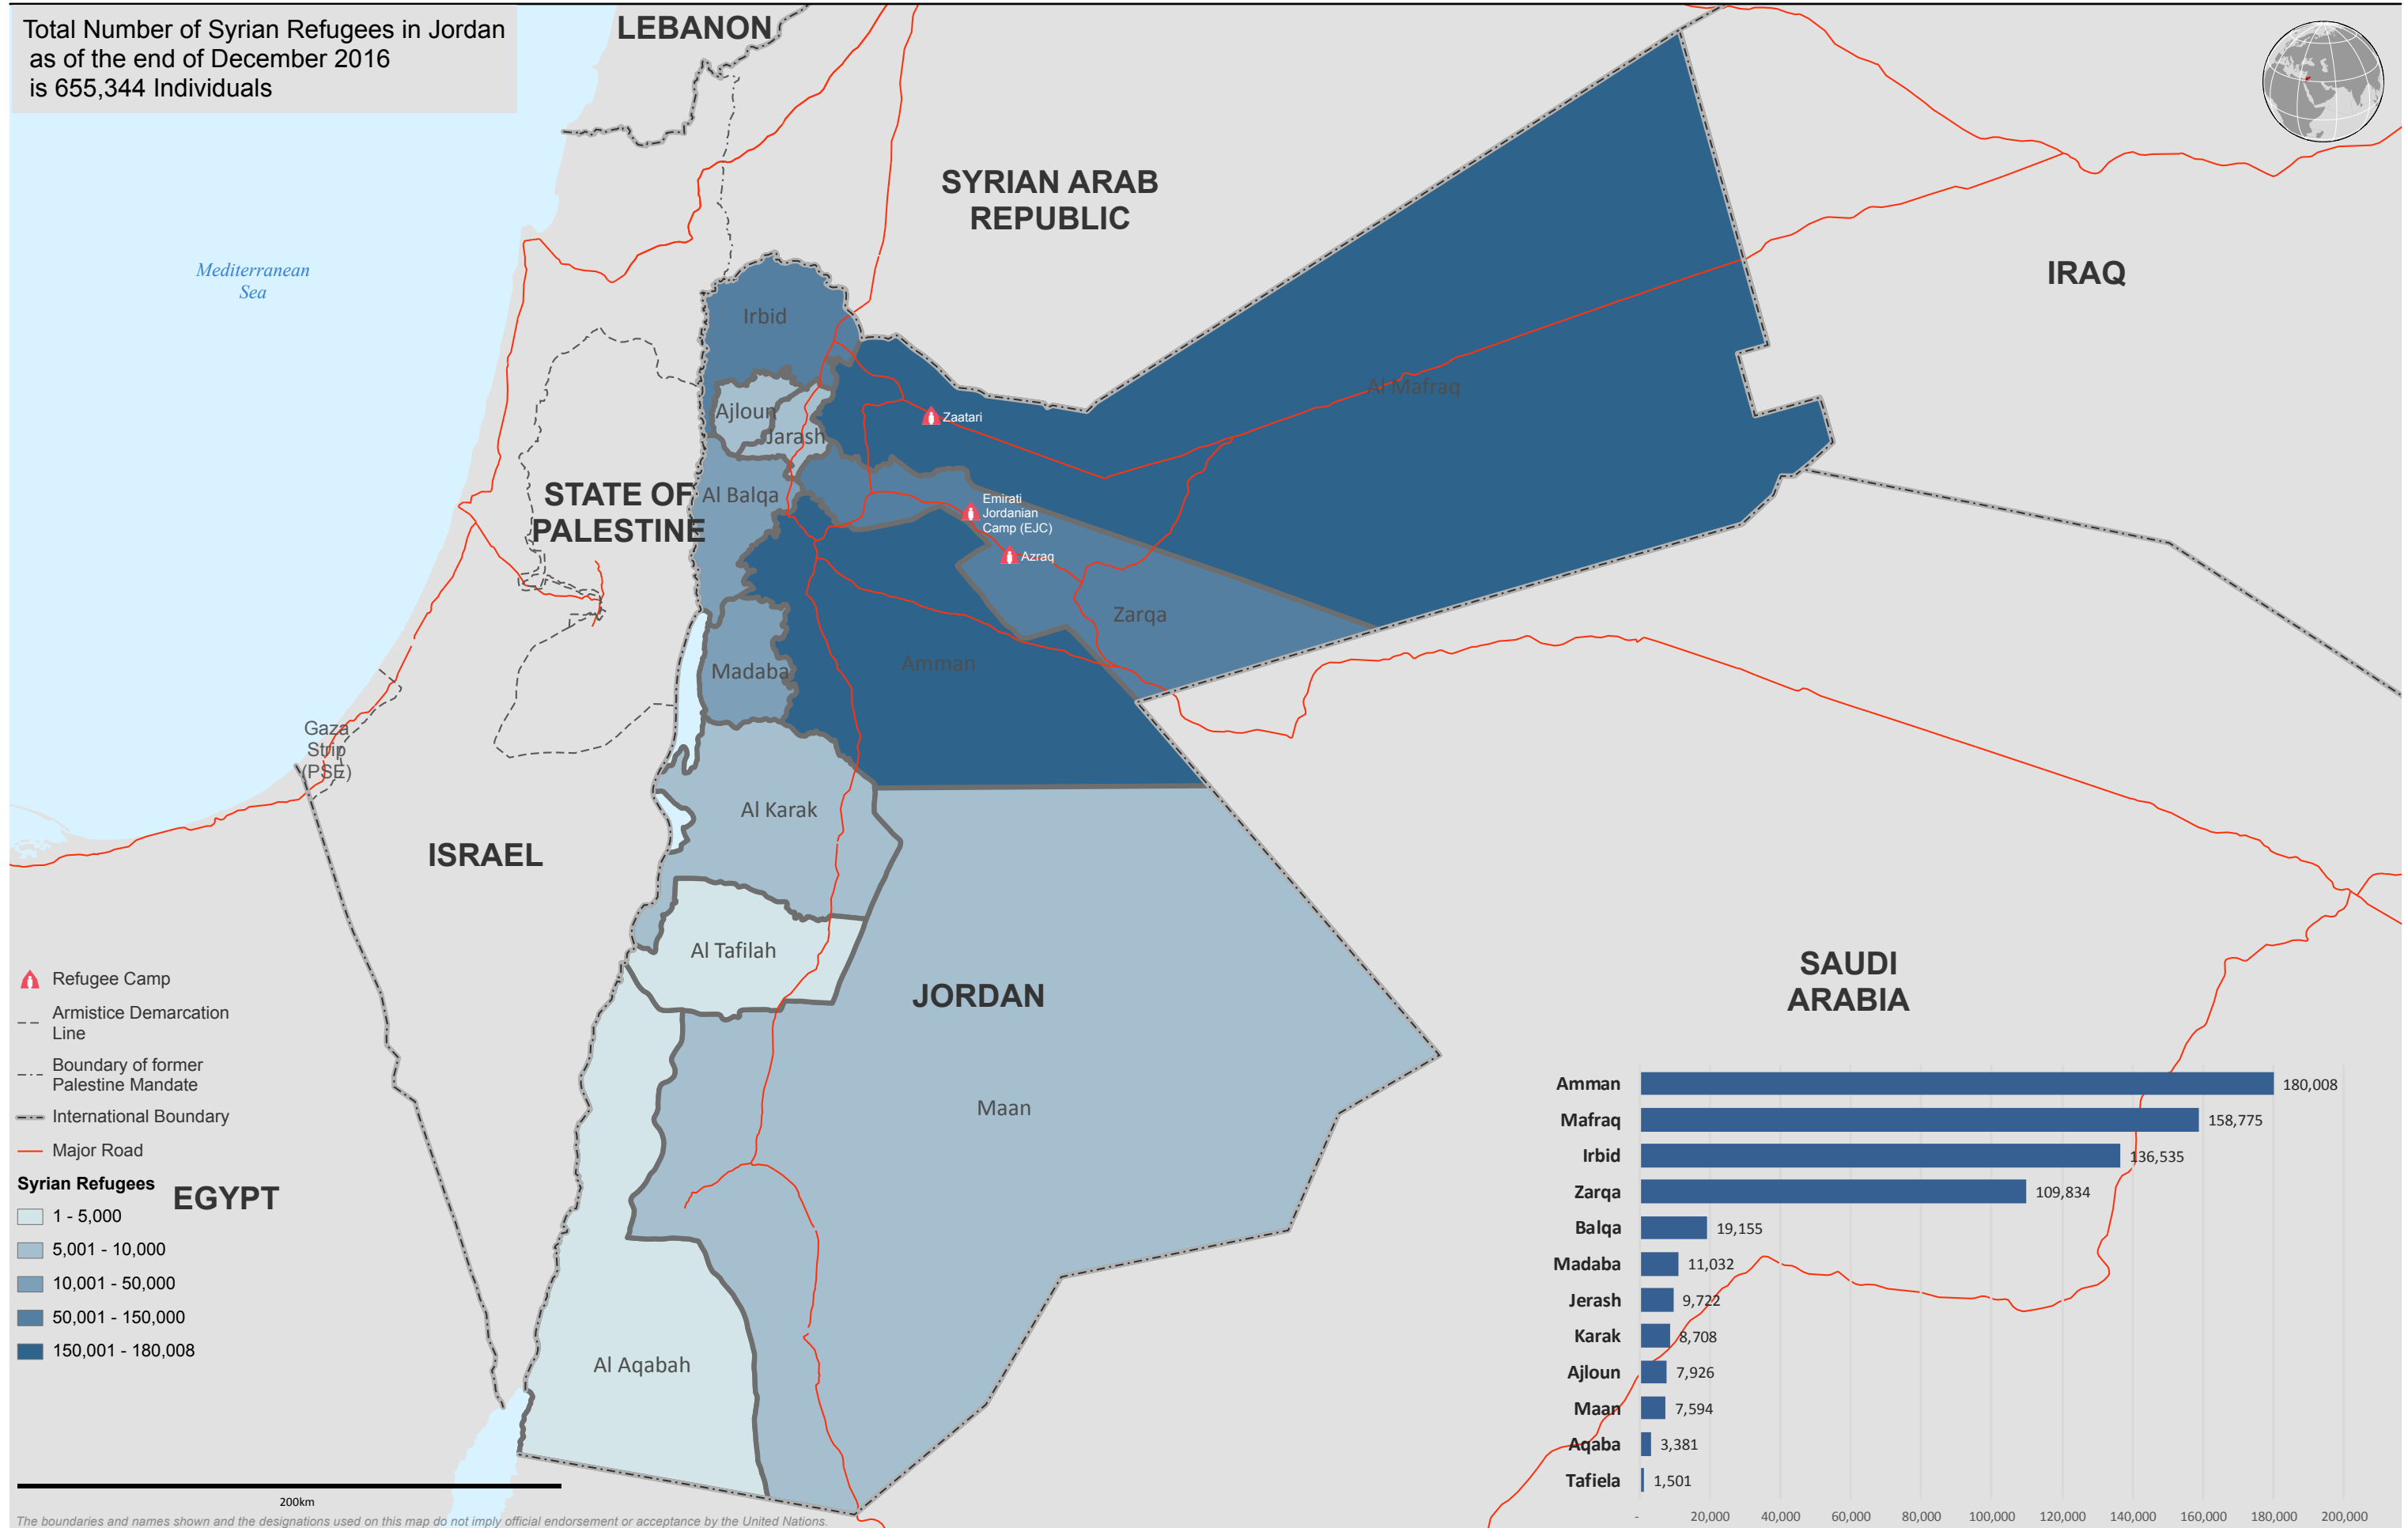 Total Number of Syrian Refugees in Jordan
as of the end of December 2016
is 655,344 Individuals
LEBANON
SYRIAN ARAB
REPUBLIC
IRAQ
Mediterranean
Sea
Irbid
Ajloun
Jarash
Al Mafraq
Zaatari
STATE OF
PALESTINE
Al Balqa
Emirati
Jordanian
Camp (EJC)
Azraq
Zarqa
Amman
Madaba
Gaza
Strip
(PSE)
Al Karak
ISRAEL
Al Tafilah
JORDAN
SAUDI
ARABIA
Maan
Al Aqabah
EGYPT
Refugee Camp
Armistice Demarcation
Line
Boundary of former
Palestine Mandate
International Boundary
Major Road
Syrian Refugees
1 - 5,000
5,001 - 10,000
10,001 - 50,000
50,001 - 150,000
150,001 - 180,008
200km
The boundaries and names shown and the designations used on this map do not imply official endorsement or acceptance by the United Nations.
Amman 180,008
Mafraq 158,775
Irbid 136,535
Zarqa 109,834
Balqa 19,155
Madaba 11,032
Jerash 9,722
Karak 8,708
Ajloun 7,926
Maan 7,594
Aqaba 3,381
Tafiela 1,501
- 20,000 40,000 60,000 80,000 100,000 120,000 140,000 160,000 180,000 200,000